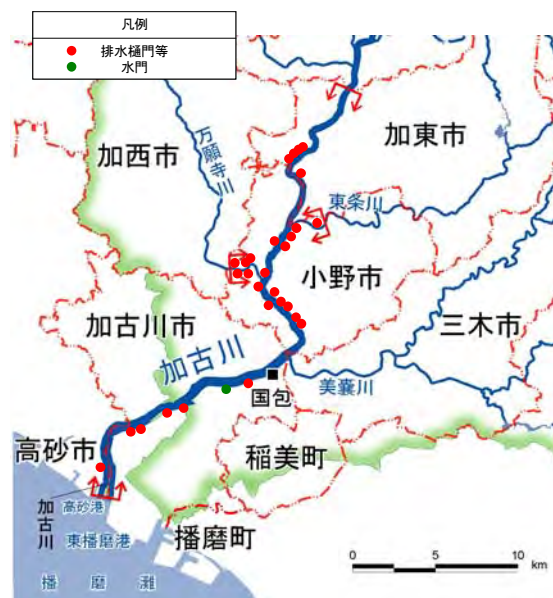 凡例
排水樋門等
水門
加東市
加西市
万願寺川
東条川
小野市
加古川市
三木市
加古川
美嚢川
国包
高砂市
稲美町
加古川
高砂港
東播磨港
播磨町
播磨灘
0 5 10
km